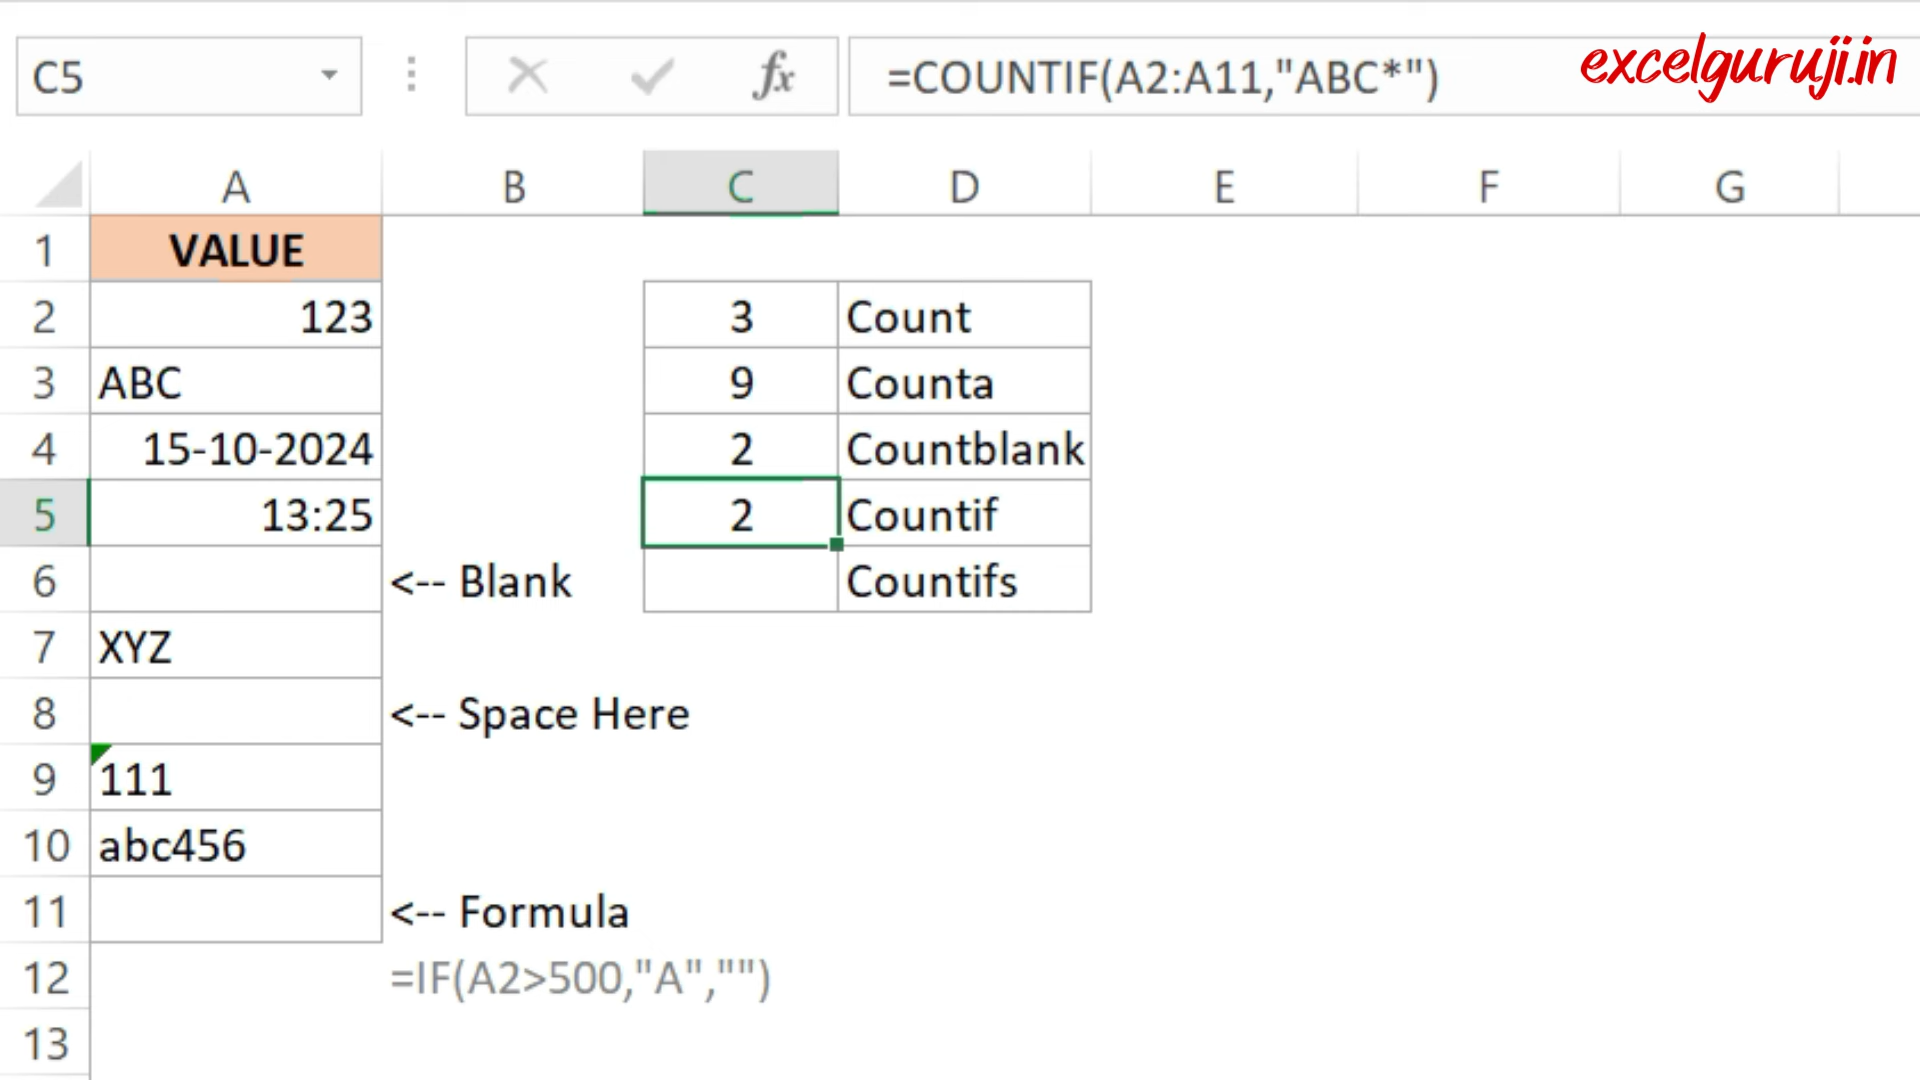 C5 fx =COUNTIF(A2:A11,"ABC*") excelguruji.in
A B C D E F G
1 VALUE
2 123 3 Count
3 ABC 9 Counta
4 15-10-2024 2 Countblank
5 13:25 2 Countif
6 <-- Blank Countifs
7 XYZ
8 <-- Space Here
9 111
10 abc456
11 <-- Formula
12 =IF(A2>500,"A","")
13